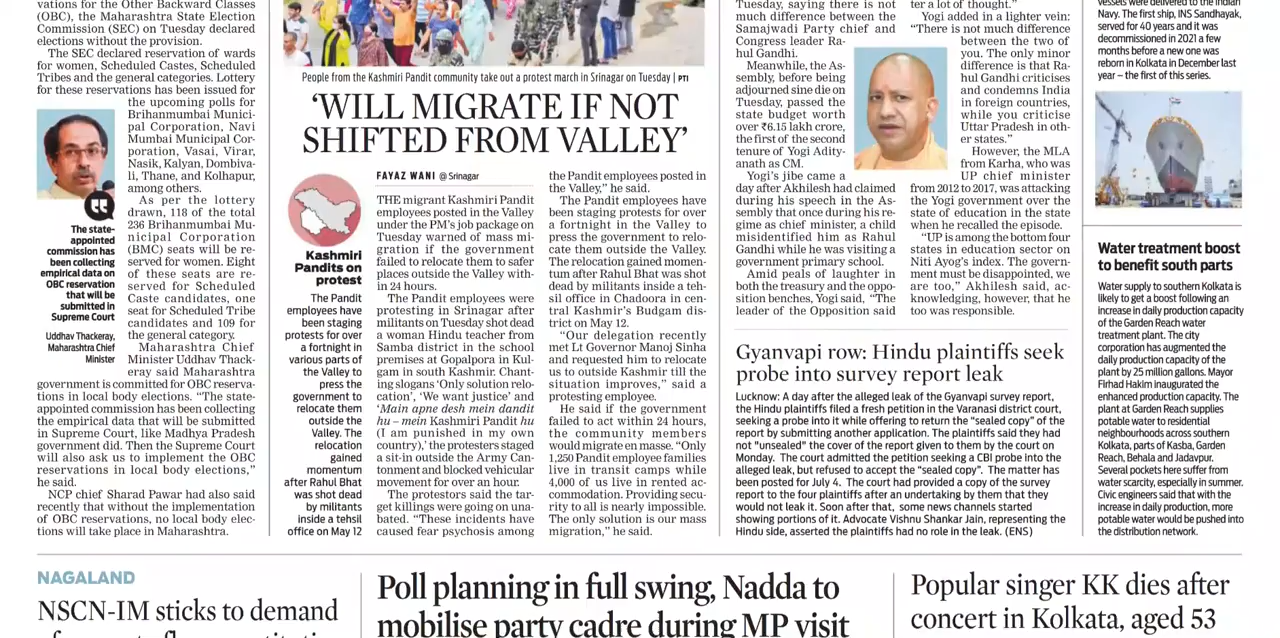 vations for the Other Backward Classes
(OBC), the Maharashtra State Election
Commission (SEC) on Tuesday declared
elections without the provision.
The SEC declared reservation of wards
for women, Scheduled Castes, Scheduled
Tribes and the general categories. Lottery
for these reservations has been issued for
the upcoming polls for
Brihanmumbai Munici-
pal Corporation, Navi
Mumbai Municipal Cor-
poration, Vasai, Virar,
Nasik, Kalyan, Dombiva-
li, Thane, and Kolhapur,
among others.
As per the lottery
drawn, 118 of the total
236 Brihanmumbai Mu-
nicipal Corporation
(BMC) seats will be re-
served for women. Eight
of these seats are re-
served for Scheduled
Caste candidates, one
seat for Scheduled Tribe
candidates and 109 for
the general category.
Maharashtra Chief
Minister Uddhav Thack-
eray said Maharashtra
government is committed for OBC reserva-
tions in local body elections. “The state-
appointed commission has been collecting
the empirical data that will be submitted
in Supreme Court, like Madhya Pradesh
government did. Then the Supreme Court
will also ask us to implement the OBC
reservations in local body elections,”
he said.
NCP chief Sharad Pawar had also said
recently that without the implementation
of OBC reservations, no local body elec-
tions will take place in Maharashtra.
The state-
appointed
commission has
been collecting
empirical data on
OBC reservation
that will be
submitted in
Supreme Court
Uddhav Thackeray,
Maharashtra Chief
Minister
People from the Kashmiri Pandit community take out a protest march in Srinagar on Tuesday | PTI
‘WILL MIGRATE IF NOT
SHIFTED FROM VALLEY’
Kashmiri
Pandits on
protest
The Pandit
employees have
been staging
protests for over
a fortnight in
various parts of
the Valley to
press the
government to
relocate them
outside the
Valley. The
relocation
gained
momentum
after Rahul Bhat
was shot dead
by militants
inside a tehsil
office on May 12
FAYAZ WANI @ Srinagar
THE migrant Kashmiri Pandit
employees posted in the Valley
under the PM’s job package on
Tuesday warned of mass mi-
gration if the government
failed to relocate them to safer
places outside the Valley with-
in 24 hours.
The Pandit employees were
protesting in Srinagar after
militants on Tuesday shot dead
a woman Hindu teacher from
Samba district in the school
premises at Gopalpora in Kul-
gam in south Kashmir. Chant-
ing slogans ‘Only solution relo-
cation’, ‘We want justice’ and
‘Main apne desh mein dandit
hu – mein Kashmiri Pandit hu
(I am punished in my own
country),’ the protesters staged
a sit-in outside the Army Can-
tonment and blocked vehicular
movement for over an hour.
The protestors said the tar-
get killings were going on una-
bated. “These incidents have
caused fear psychosis among
the Pandit employees posted in
the Valley,” he said.
The Pandit employees have
been staging protests for over
a fortnight in the Valley to
press the government to relo-
cate them outside the Valley.
The relocation gained momen-
tum after Rahul Bhat was shot
dead by militants inside a teh-
sil office in Chadoora in cen-
tral Kashmir’s Budgam dis-
trict on May 12.
“Our delegation recently
met Lt Governor Manoj Sinha
and requested him to relocate
us to outside Kashmir till the
situation improves,” said a
protesting employee.
He said if the government
failed to act within 24 hours,
the community members
would migrate en masse. “Only
1,250 Pandit employee families
live in transit camps while
4,000 of us live in rented ac-
commodation. Providing secu-
rity to all is nearly impossible.
The only solution is our mass
migration,” he said.
Tuesday, saying there is not
much difference between the
Samajwadi Party chief and
Congress leader Ra-
hul Gandhi.
Meanwhile, the As-
sembly, before being
adjourned sine die on
Tuesday, passed the
state budget worth
over ₹6.15 lakh crore,
the first of the second
tenure of Yogi Adity-
anath as CM.
Yogi’s jibe came a
day after Akhilesh had claimed
during his speech in the As-
sembly that once during his re-
gime as chief minister, a child
misidentified him as Rahul
Gandhi while he was visiting a
government primary school.
Amid peals of laughter in
both the treasury and the oppo-
sition benches, Yogi said, “The
leader of the Opposition said
ter a lot of thought.”
Yogi added in a lighter vein:
“There is not much difference
between the two of
you. The only minor
difference is that Ra-
hul Gandhi criticises
and condemns India
in foreign countries,
while you criticise
Uttar Pradesh in oth-
er states.”
However, the MLA
from Karha, who was
UP chief minister
from 2012 to 2017, was attacking
the Yogi government over the
state of education in the state
when he recalled the episode.
“UP is among the bottom four
states in education sector on
Niti Ayog’s index. The govern-
ment must be disappointed, we
are too,” Akhilesh said, ac-
knowledging, however, that he
too was responsible.
Gyanvapi row: Hindu plaintiffs seek
probe into survey report leak
Lucknow: A day after the alleged leak of the Gyanvapi survey report,
the Hindu plaintiffs filed a fresh petition in the Varanasi district court,
seeking a probe into it while offering to return the “sealed copy” of the
report by submitting another application. The plaintiffs said they had
not "unsealed" the cover of the report given to them by the court on
Monday. The court admitted the petition seeking a CBI probe into the
alleged leak, but refused to accept the “sealed copy”. The matter has
been posted for July 4. The court had provided a copy of the survey
report to the four plaintiffs after an undertaking by them that they
would not leak it. Soon after that, some news channels started
showing portions of it. Advocate Vishnu Shankar Jain, representing the
Hindu side, asserted the plaintiffs had no role in the leak. (ENS)
vessels were delivered to the Indian
Navy. The first ship, INS Sandhayak,
served for 40 years and it was
decommissioned in 2021 a few
months before a new one was
reborn in Kolkata in December last
year – the first of this series.
Water treatment boost
to benefit south parts
Water supply to southern Kolkata is
likely to get a boost following an
increase in daily production capacity
of the Garden Reach water
treatment plant. The city
corporation has augmented the
daily production capacity of the
plant by 25 million gallons. Mayor
Firhad Hakim inaugurated the
enhanced production capacity. The
plant at Garden Reach supplies
potable water to residential
neighbourhoods across southern
Kolkata, parts of Kasba, Garden
Reach, Behala and Jadavpur.
Several pockets here suffer from
water scarcity, especially in summer.
Civic engineers said that with the
increase in daily production, more
potable water would be pushed into
the distribution network.
NAGALAND
NSCN-IM sticks to demand
Poll planning in full swing, Nadda to
mobilise party cadre during MP visit
Popular singer KK dies after
concert in Kolkata, aged 53